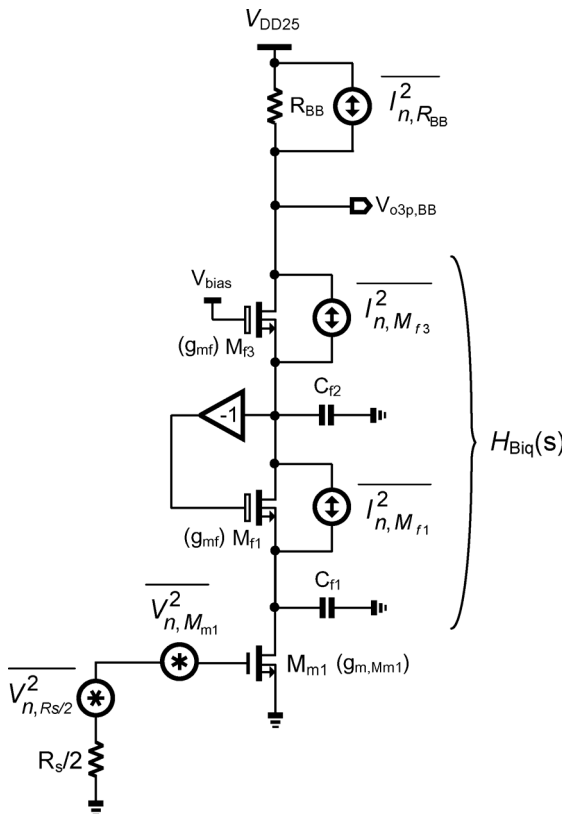 V_DD25
R_BB
I²_n,R_BB
V_o3p,BB
V_bias
I²_n,M_f3
(g_mf) M_f3
C_f2
-1
H_Biq(s)
I²_n,M_f1
(g_mf) M_f1
C_f1
V²_n,M_m1
M_m1 (g_m,Mm1)
V²_n,Rs/2
R_s/2